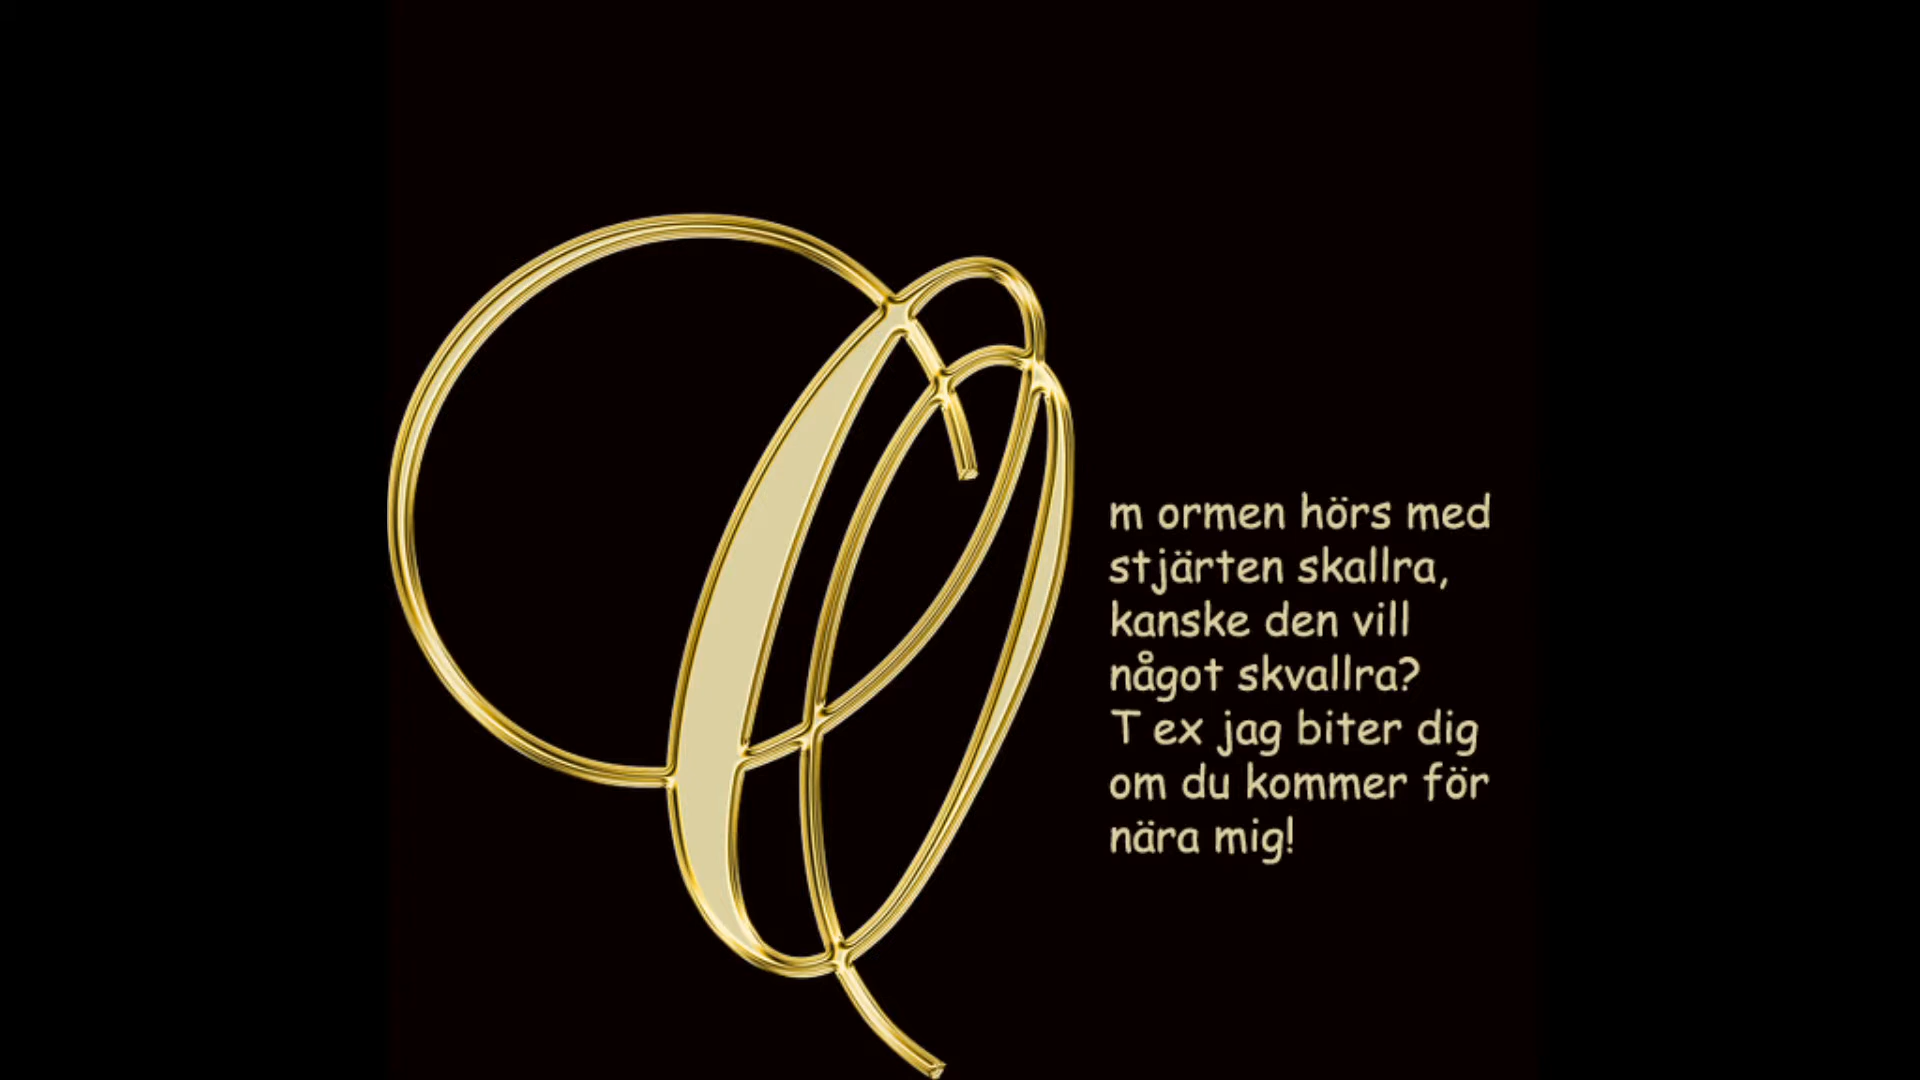 Om ormen hörs med
stjärten skallra,
kanske den vill
något skvallra?
T ex jag biter dig
om du kommer för
nära mig!